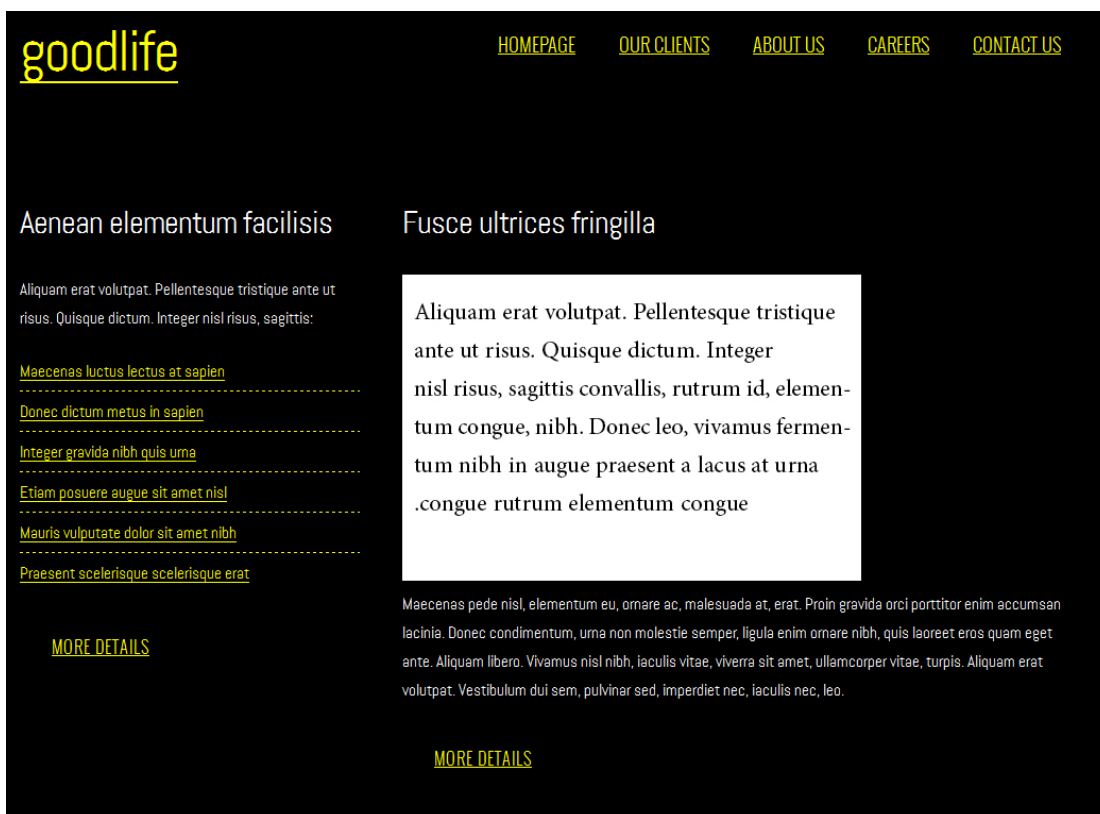 goodlife
HOMEPAGE OUR CLIENTS ABOUT US CAREERS CONTACT US
Aenean elementum facilisis
Aliquam erat volutpat. Pellentesque tristique ante ut
risus. Quisque dictum. Integer nisl risus, sagittis:
Maecenas luctus lectus at sapien
Donec dictum metus in sapien
Integer gravida nibh quis urna
Etiam posuere augue sit amet nisl
Mauris vulputate dolor sit amet nibh
Praesent scelerisque scelerisque erat
MORE DETAILS
Fusce ultrices fringilla
Aliquam erat volutpat. Pellentesque tristique
ante ut risus. Quisque dictum. Integer
nisl risus, sagittis convallis, rutrum id, elemen-
tum congue, nibh. Donec leo, vivamus fermen-
tum nibh in augue praesent a lacus at urna
.congue rutrum elementum congue
Maecenas pede nisl, elementum eu, ornare ac, malesuada at, erat. Proin gravida orci porttitor enim accumsan
lacinia. Donec condimentum, urna non molestie semper, ligula enim ornare nibh, quis laoreet eros quam eget
ante. Aliquam libero. Vivamus nisl nibh, iaculis vitae, viverra sit amet, ullamcorper vitae, turpis. Aliquam erat
volutpat. Vestibulum dui sem, pulvinar sed, imperdiet nec, iaculis nec, leo.
MORE DETAILS